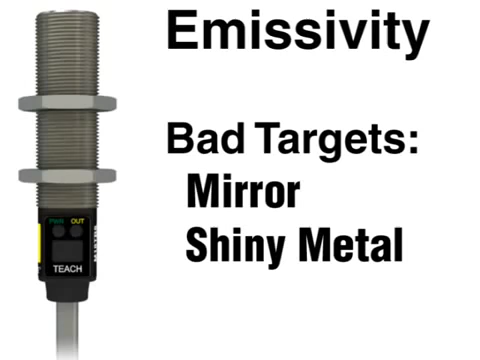 Emissivity
Bad Targets:
Mirror
Shiny Metal
PWR OUT
TEACH